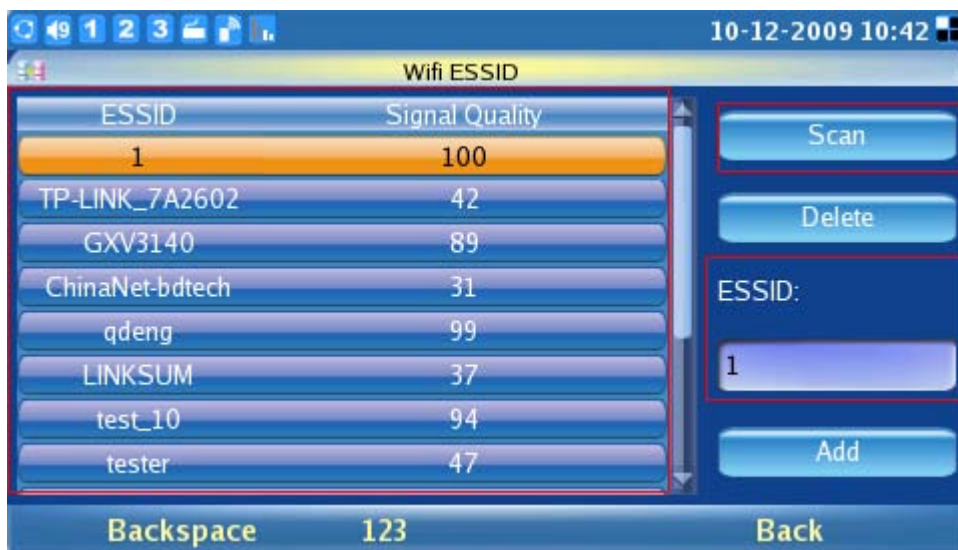 9 1 2 3 10-12-2009 10:42
Wifi ESSID
ESSID Signal Quality
1 100
TP-LINK_7A2602 42
GXV3140 89
ChinaNet-bdtech 31
qdeng 99
LINKSUM 37
test_10 94
tester 47
Scan
Delete
ESSID:
1
Add
Backspace 123 Back